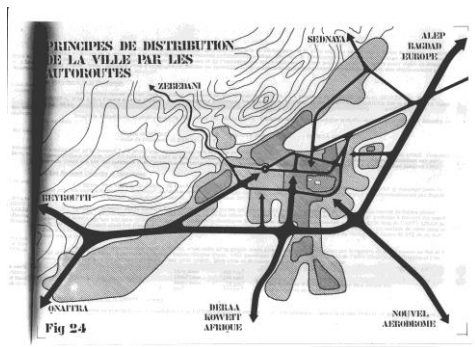 PRINCIPES DE DISTRIBUTION
DE LA VILLE PAR LES
AUTOROUTES
SEDNAYA
ALEP
BAGDAD
EUROPE
ZEBEDANI
BEYROUTH
QNAITRA
DERAA
KOWEIT
AFRIQUE
NOUVEL
AERODROME
Fig 24